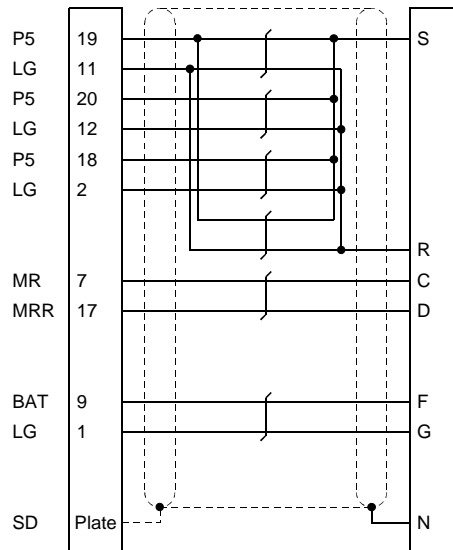 P5 19 S
LG 11
P5 20
LG 12
P5 18
LG 2
R
MR 7 C
MRR 17 D
BAT 9 F
LG 1 G
SD Plate N